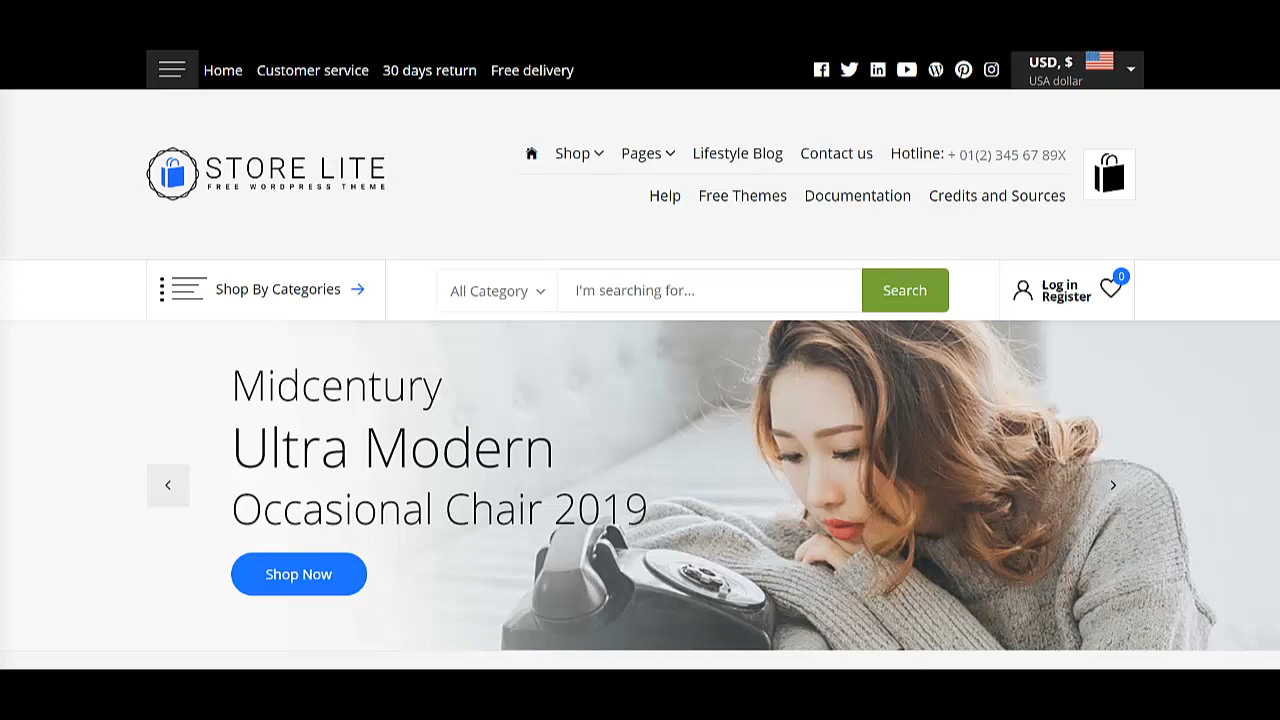 Home Customer service 30 days return Free delivery USD, $
USA dollar
Shop Pages Lifestyle Blog Contact us Hotline: + 01(2) 345 67 89X
STORE LITE
FREE WORDPRESS THEME
Help Free Themes Documentation Credits and Sources
Shop By Categories All Category I'm searching for... Search Log in 0
Register
Midcentury
Ultra Modern
Occasional Chair 2019
Shop Now